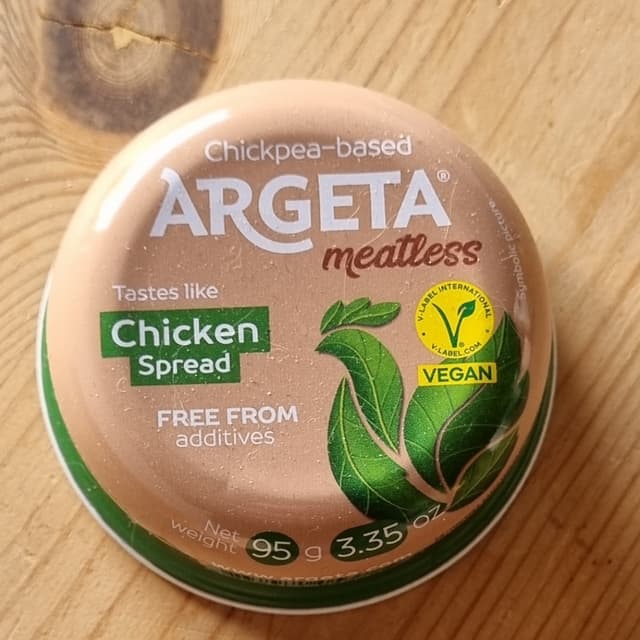 Chickpea-based
ARGETA®
meatless
Tastes like
Chicken
Spread
FREE FROM
additives
V-LABEL INTERNATIONAL
V-LABEL.COM
VEGAN
Symbolic picture
Net
weight 95 g 3.35 oz